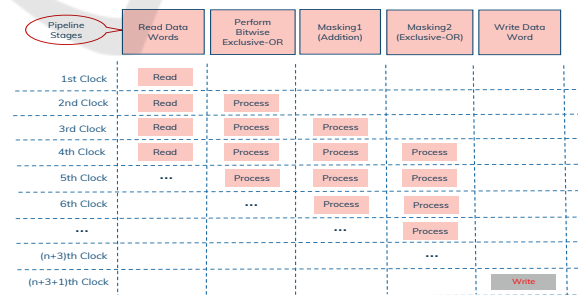 Pipeline
Stages
Read Data
Words
Perform
Bitwise
Exclusive-OR
Masking1
(Addition)
Masking2
(Exclusive-OR)
Write Data
Word
1st Clock Read
2nd Clock Read Process
3rd Clock Read Process Process
4th Clock Read Process Process Process
5th Clock ... Process Process Process
6th Clock ... Process Process
... ... Process
(n+3)th Clock ...
(n+3+1)th Clock Write